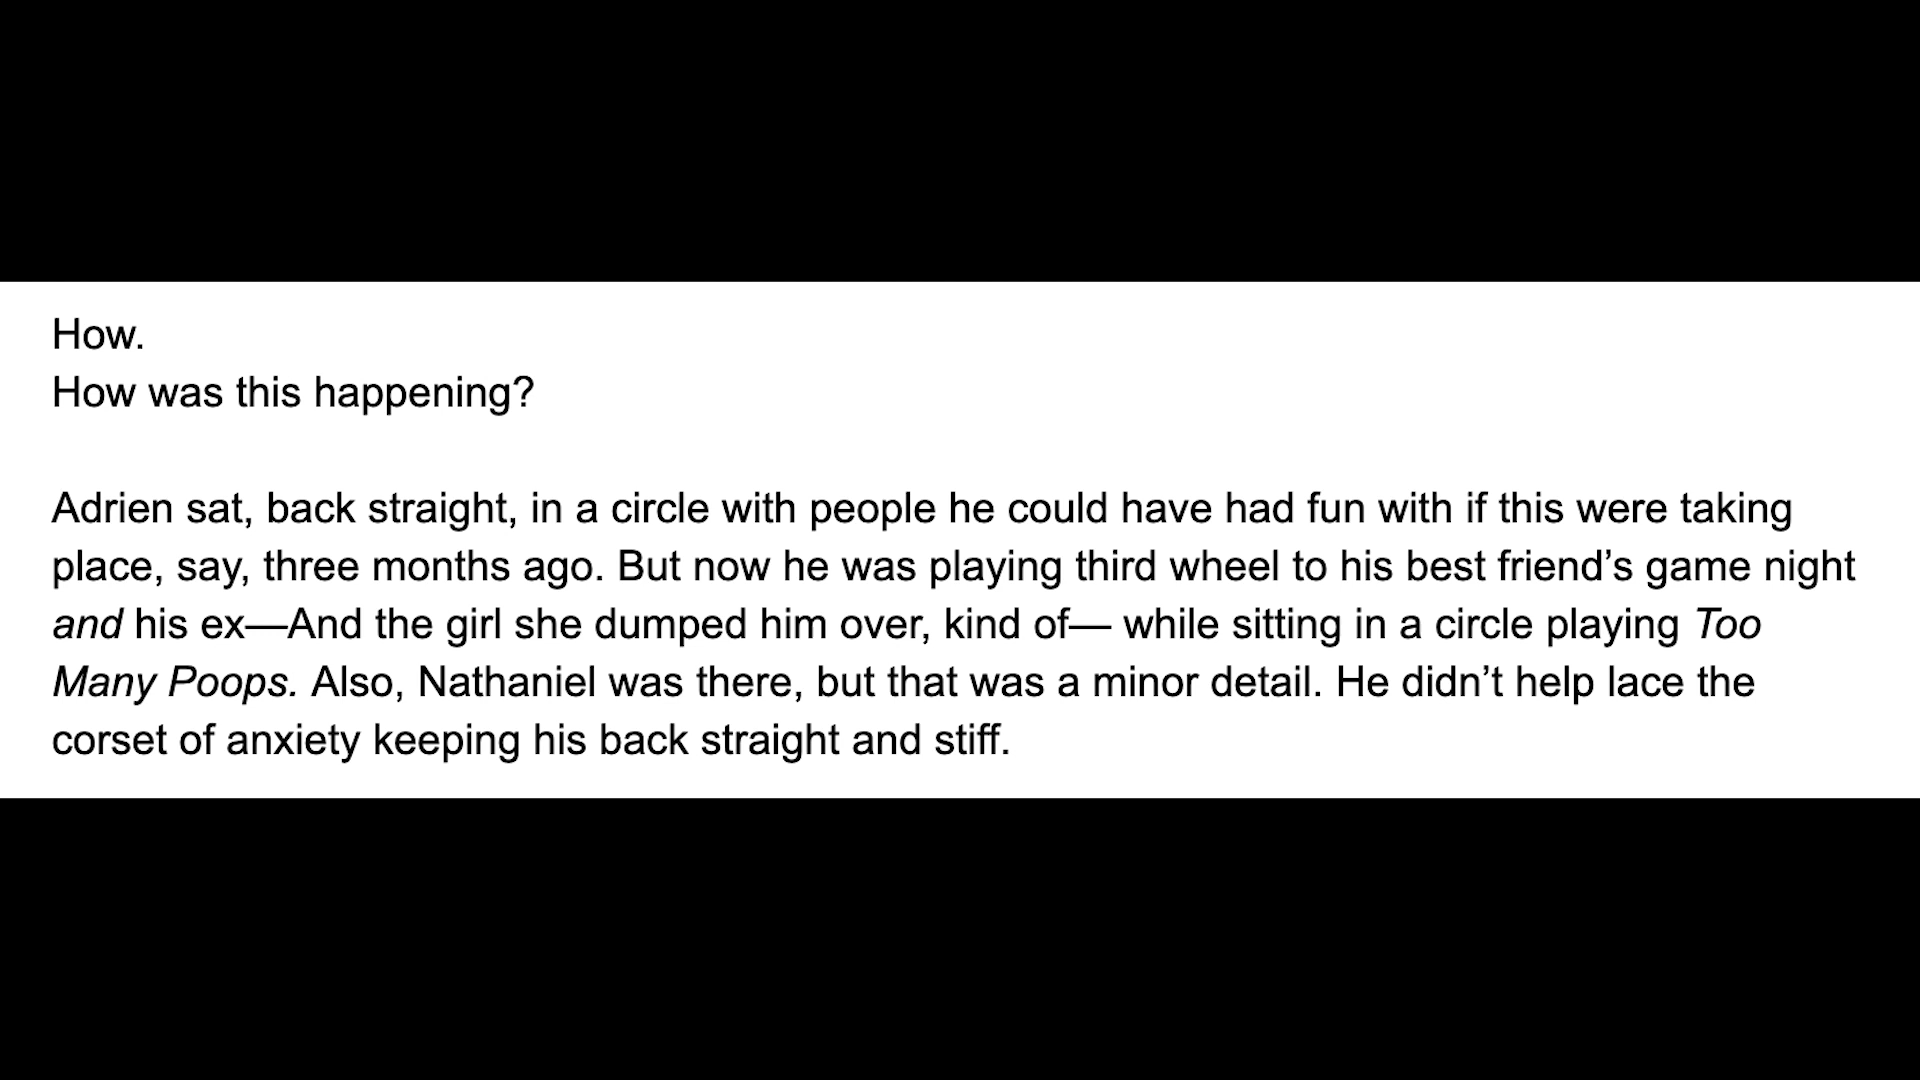 How.
How was this happening?
Adrien sat, back straight, in a circle with people he could have had fun with if this were taking
place, say, three months ago. But now he was playing third wheel to his best friend’s game night
and his ex—And the girl she dumped him over, kind of— while sitting in a circle playing Too
Many Poops. Also, Nathaniel was there, but that was a minor detail. He didn’t help lace the
corset of anxiety keeping his back straight and stiff.